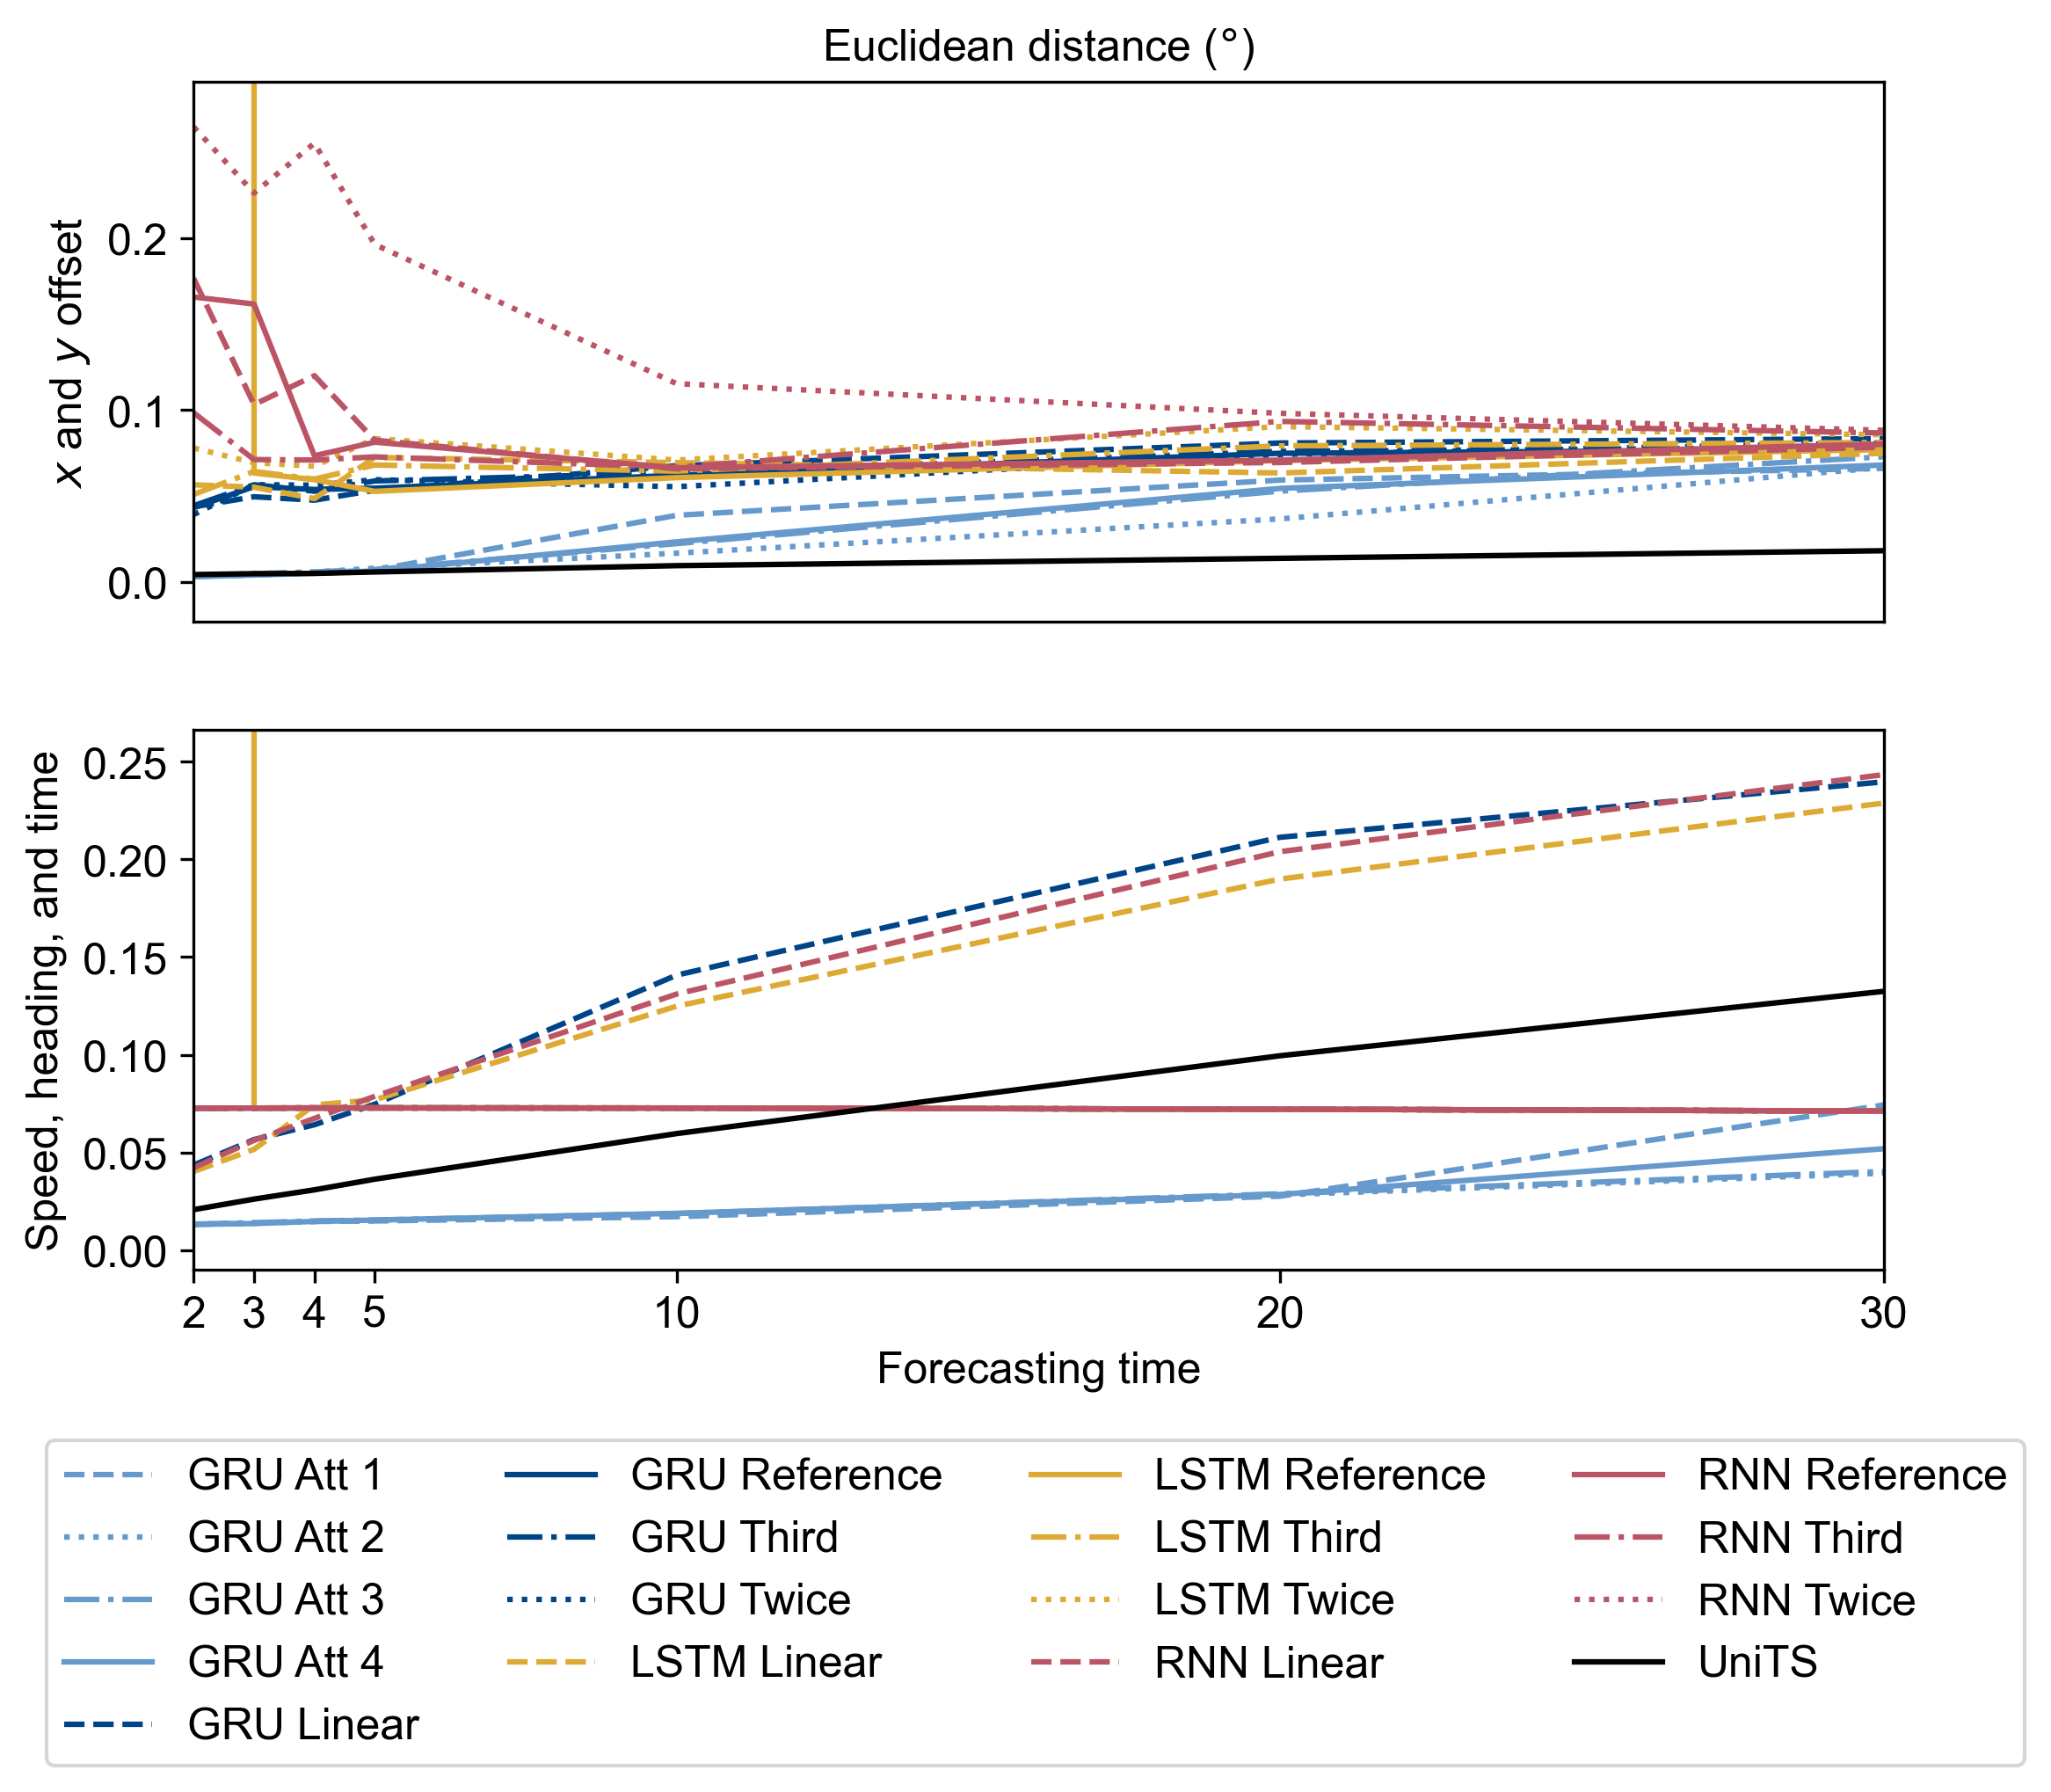 Euclidean distance (°)
x and y offset
0.2
0.1
0.0
Speed, heading, and time
0.25
0.20
0.15
0.10
0.05
0.00
2 3 4 5 10 20 30
Forecasting time
GRU Att 1
GRU Att 2
GRU Att 3
GRU Att 4
GRU Linear
GRU Reference
GRU Third
GRU Twice
LSTM Linear
LSTM Reference
LSTM Third
LSTM Twice
RNN Linear
RNN Reference
RNN Third
RNN Twice
UniTS